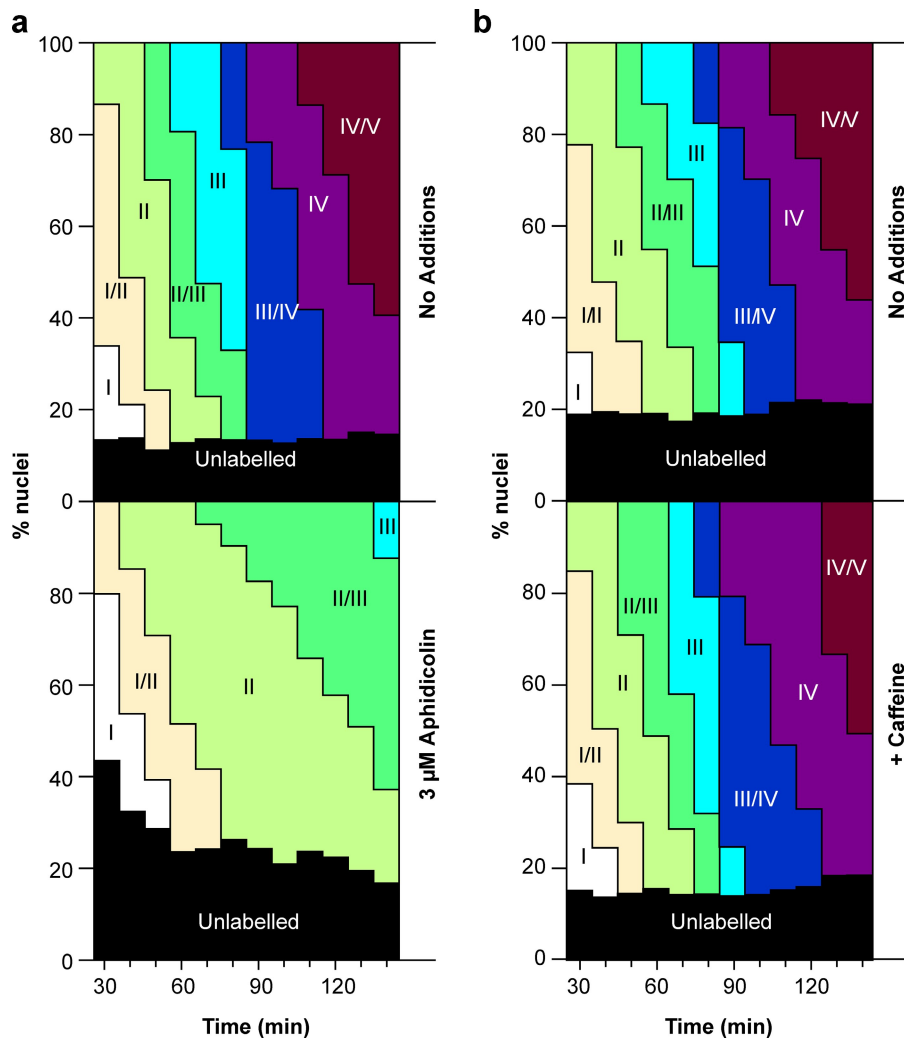 a
b
100
80
60
40
20
0
% nuclei
I
I/II
II
II/III
III
III/IV
IV
IV/V
Unlabelled
No Additions
80
60
40
20
0
I
I/II
II
II/III
III
Unlabelled
3 µM Aphidicolin
30
60
90
120
Time (min)
100
80
60
40
20
0
% nuclei
I
I/II
II
II/III
III
III/IV
IV
IV/V
Unlabelled
No Additions
80
60
40
20
0
I
I/II
II
II/III
III
III/IV
IV
IV/V
Unlabelled
+ Caffeine
30
60
90
120
Time (min)